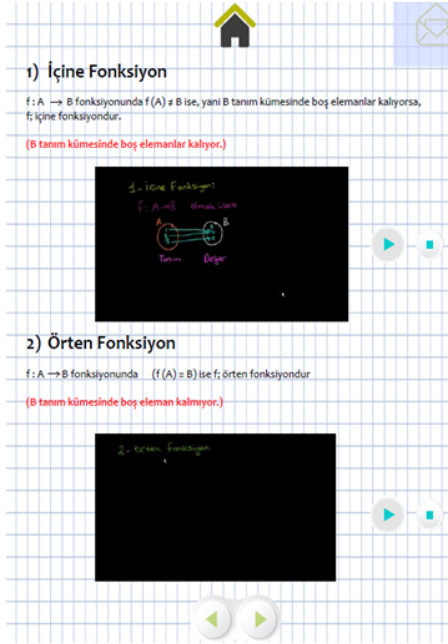 1) İçine Fonksiyon
f : A → B fonksiyonunda f (A) ≠ B ise, yani B tanım kümesinde boş elemanlar kalıyorsa,
f; içine fonksiyondur.
(B tanım kümesinde boş elemanlar kalıyor.)
1- İçine Fonksiyon:
f: A→B olmak üzere
A B
Tanım Değer
2) Örten Fonksiyon
f : A → B fonksiyonunda (f (A) = B) ise f; örten fonksiyondur
(B tanım kümesinde boş eleman kalmıyor.)
2- Örten Fonksiyon